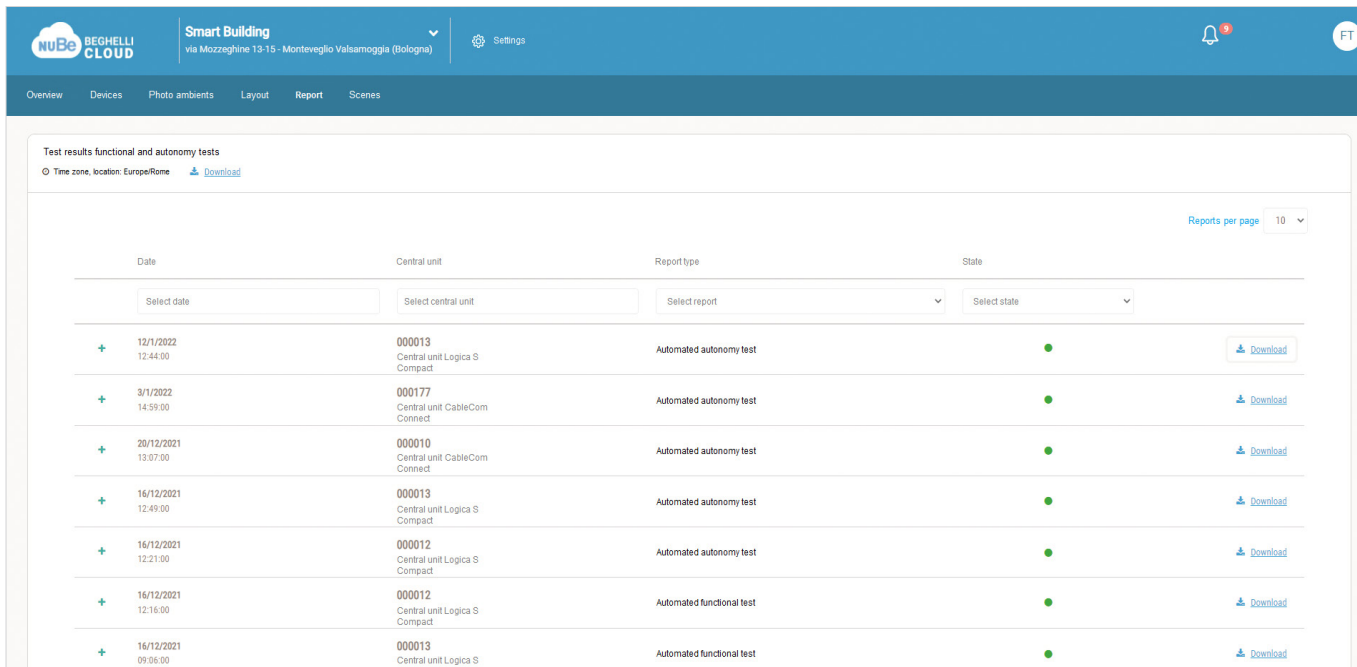 NUBe BEGHELLI CLOUD
Smart Building
via Mozzeghine 13-15 - Monteveglio Valsamoggia (Bologna)
Settings
9
FT
Overview Devices Photo ambients Layout Report Scenes
Test results functional and autonomy tests
Time zone, location: Europe/Rome Download
Reports per page 10
Date Central unit Report type State
Select date Select central unit Select report Select state
12/1/2022 000013
12:44:00 Central unit Logica S Automated autonomy test Download
Compact
3/1/2022 000177
14:59:00 Central unit CableCom Automated autonomy test Download
Connect
20/12/2021 000010
13:07:00 Central unit CableCom Automated autonomy test Download
Connect
16/12/2021 000013
12:49:00 Central unit Logica S Automated autonomy test Download
Compact
16/12/2021 000012
12:21:00 Central unit Logica S Automated autonomy test Download
Compact
16/12/2021 000012
12:16:00 Central unit Logica S Automated functional test Download
Compact
16/12/2021 000013
09:06:00 Central unit Logica S Automated functional test Download